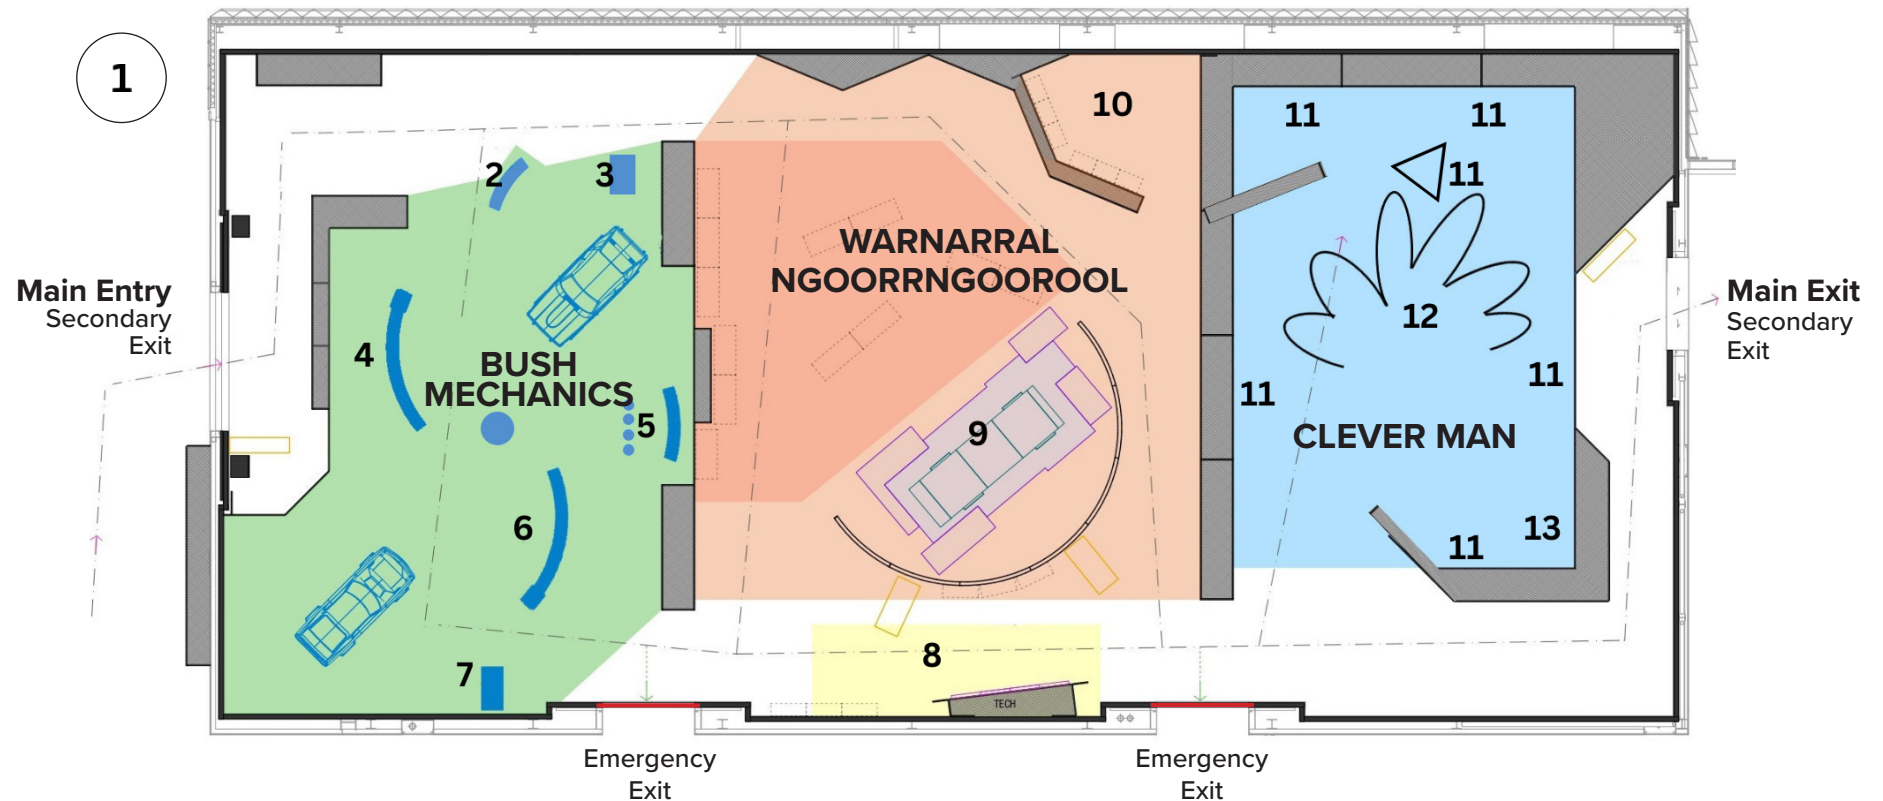 1
2
3
10
11
11
11
WARNARRAL
NGOORRNGOOROOL
Main Entry
Secondary
Exit
Main Exit
Secondary
Exit
12
4
BUSH
MECHANICS
11
11
5
9
CLEVER MAN
6
13
11
7
8
TECH
Emergency
Exit
Emergency
Exit